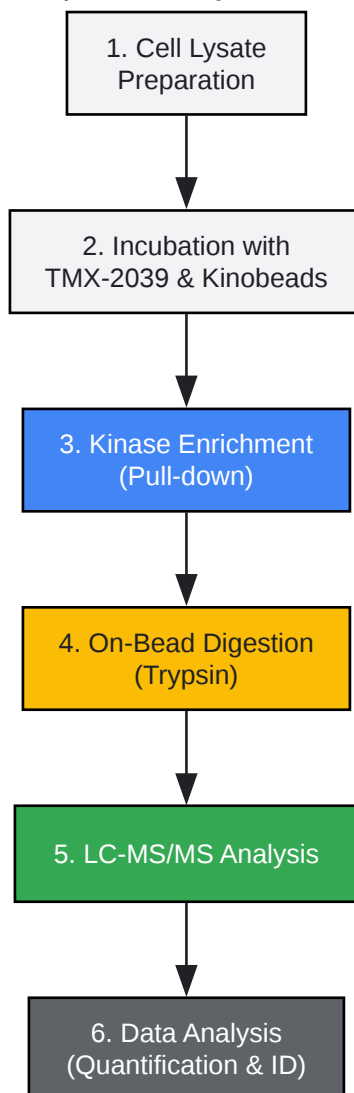 1. Cell Lysate
Preparation
2. Incubation with
TMX-2039 & Kinobeads
3. Kinase Enrichment
(Pull-down)
4. On-Bead Digestion
(Trypsin)
5. LC-MS/MS Analysis
6. Data Analysis
(Quantification & ID)